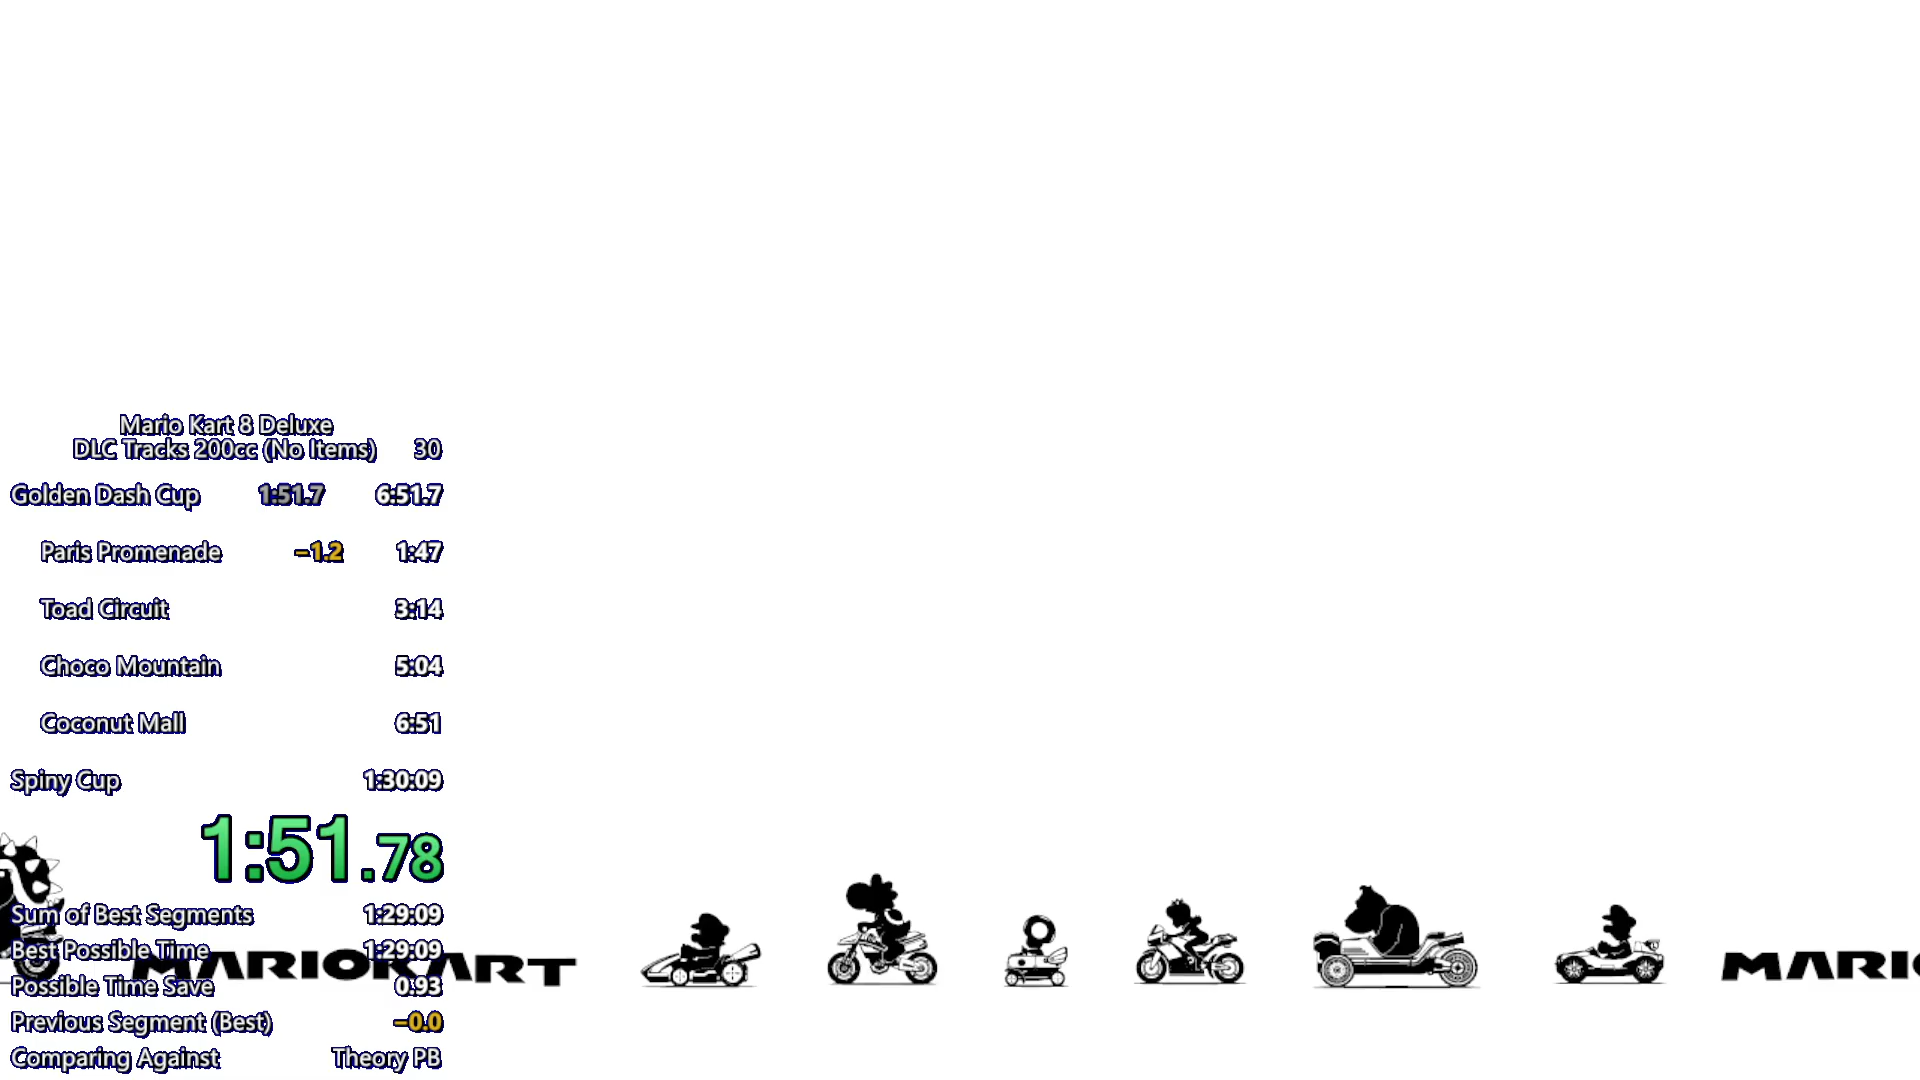 Mario Kart 8 Deluxe
DLC Tracks 200cc (No Items) 30
Golden Dash Cup 1:51.7 6:51.7
Paris Promenade −1.2 1:47
Toad Circuit 3:14
Choco Mountain 5:04
Coconut Mall 6:51
Spiny Cup 1:30:09
1:51.78
Sum of Best Segments 1:29:09
Best Possible Time 1:29:09
MARIOKART MARIO
Possible Time Save 0.93
Previous Segment (Best) −0.0
Comparing Against Theory PB